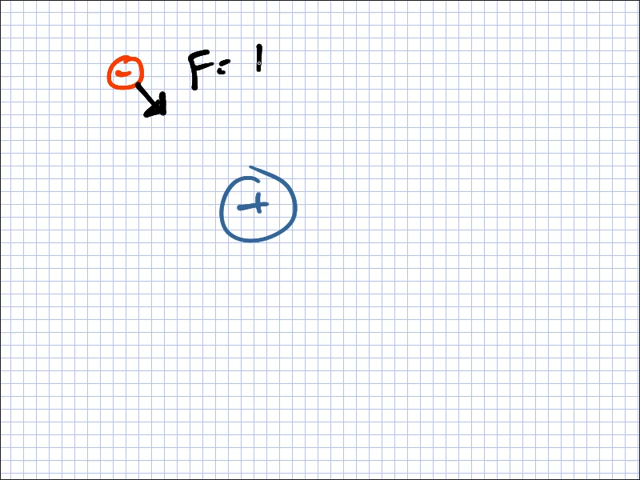 - F = 1
+